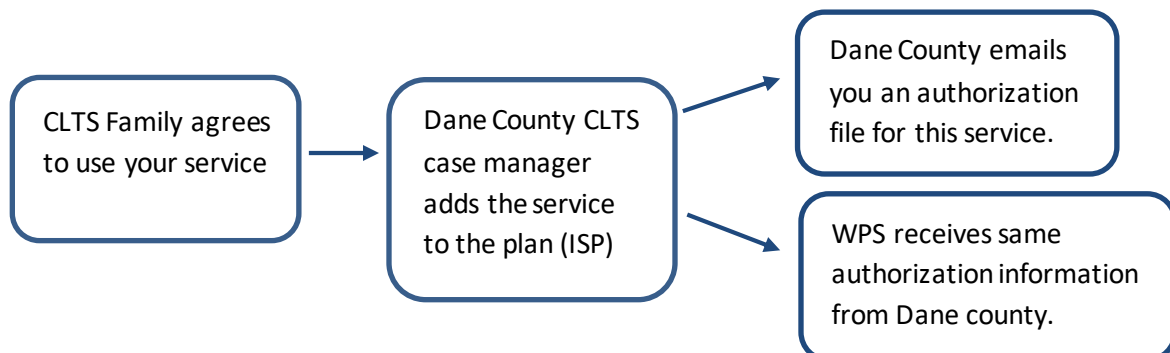 CLTS Family agrees
to use your service
Dane County CLTS
case manager
adds the service
to the plan (ISP)
Dane County emails
you an authorization
file for this service.
WPS receives same
authorization information
from Dane county.